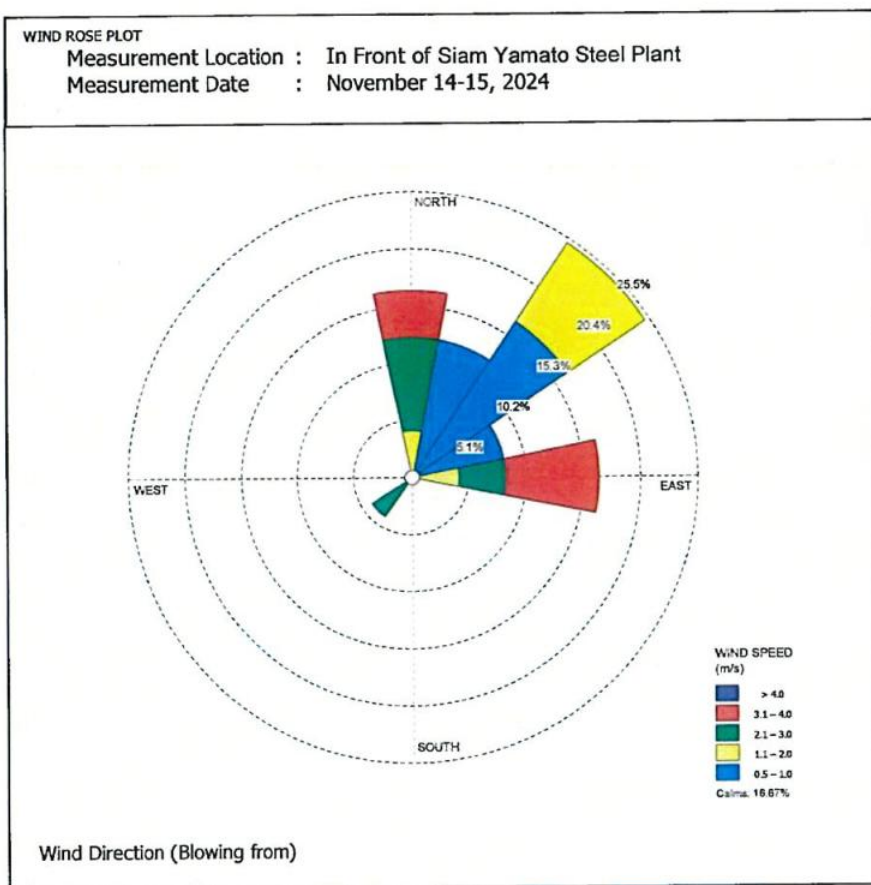 WIND ROSE PLOT
Measurement Location : In Front of Siam Yamato Steel Plant
Measurement Date : November 14-15, 2024
NORTH
25.5%
20.4%
15.3%
10.2%
5.1%
WEST
EAST
SOUTH
WIND SPEED
(m/s)
> 4.0
3.1 – 4.0
2.1 – 3.0
1.1 – 2.0
0.5 – 1.0
Calms: 16.67%
Wind Direction (Blowing from)